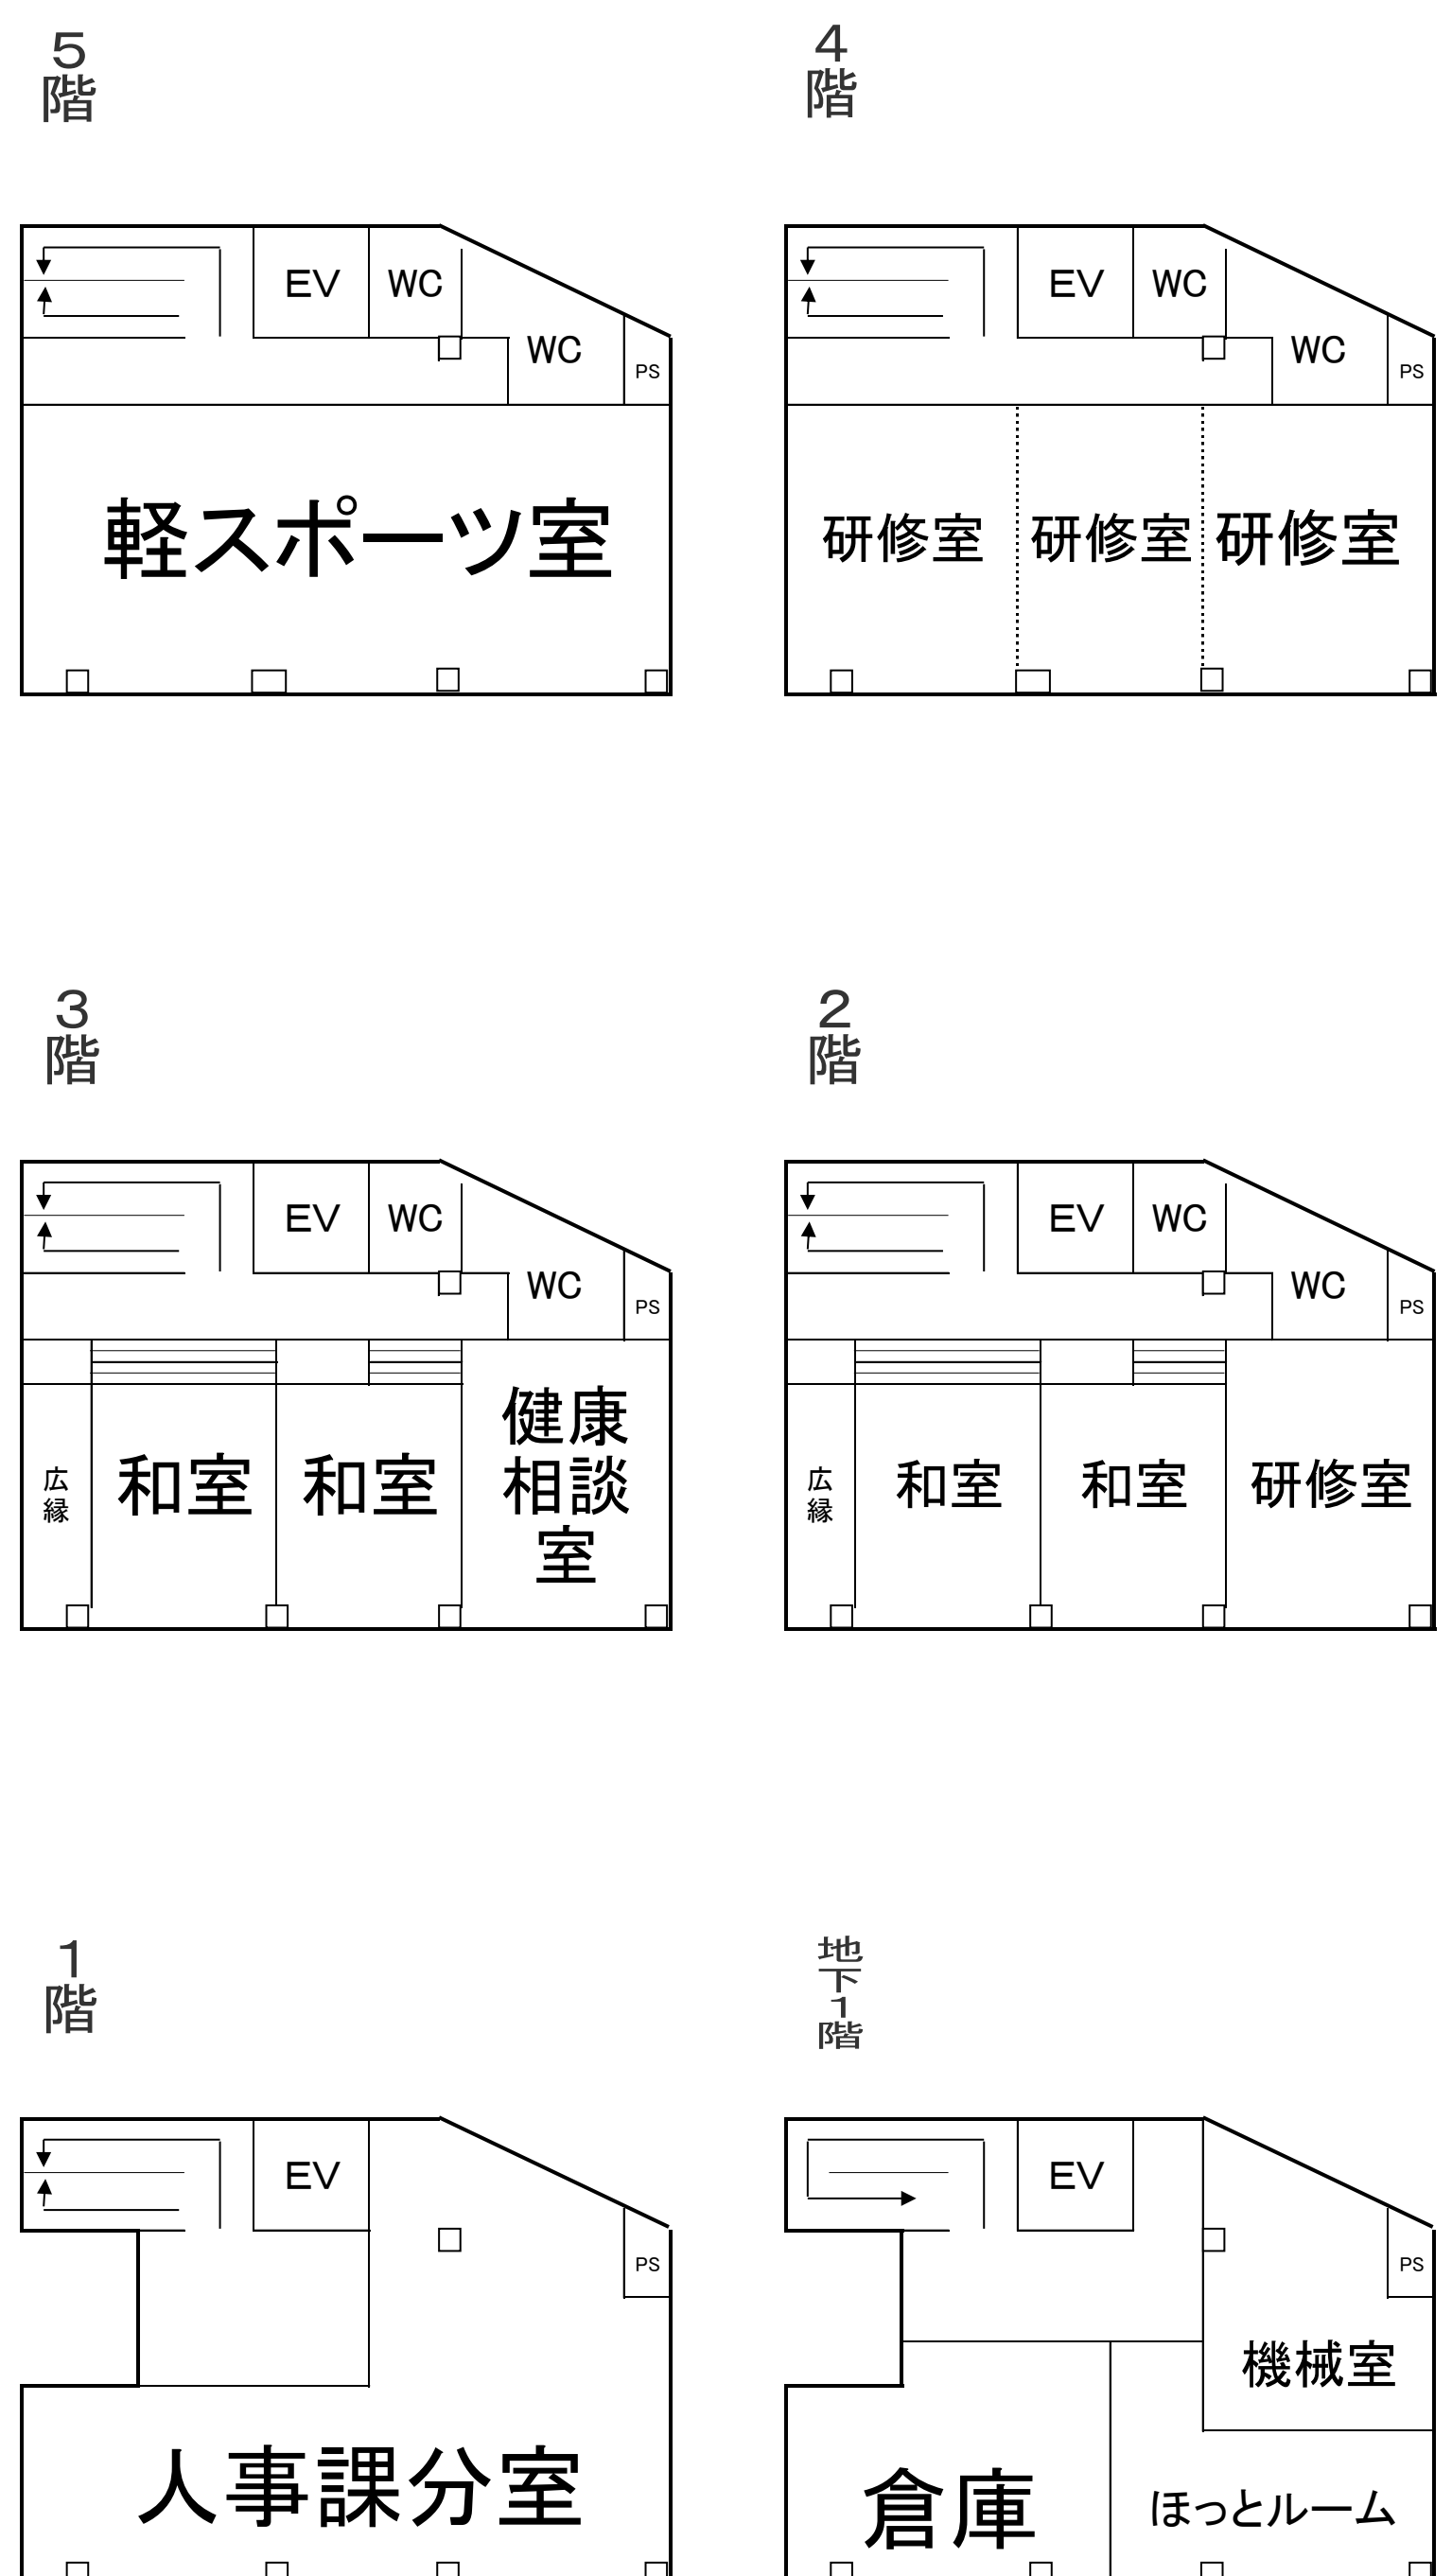 5階
4階
EV
WC
WC
PS
軽スポーツ室
EV
WC
WC
PS
研修室
研修室
研修室
3階
2階
EV
WC
WC
PS
広縁
和室
和室
健康
相談
室
EV
WC
WC
PS
広縁
和室
和室
研修室
1階
地下1階
EV
PS
人事課分室
EV
PS
機械室
倉庫
ほっとルーム